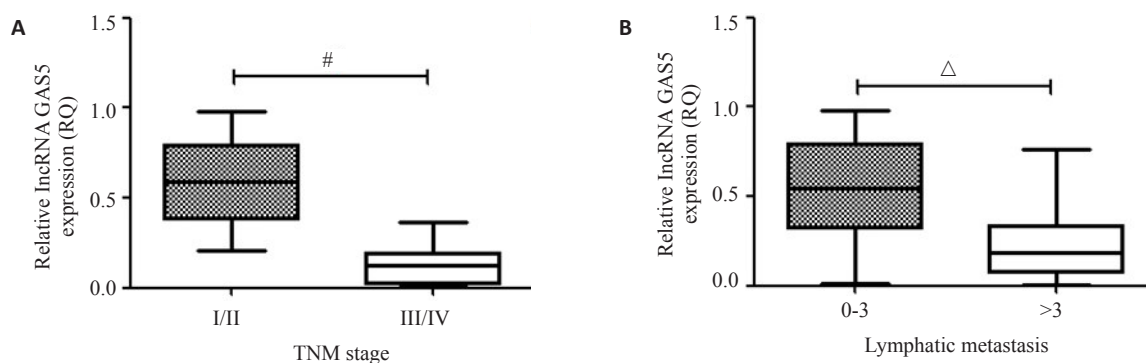 A
Relative lncRNA GAS5
expression (RQ)
1.5
1.0
0.5
0.0
#
I/II
III/IV
TNM stage
B
Relative lncRNA GAS5
expression (RQ)
1.5
1.0
0.5
0.0
△
0-3
>3
Lymphatic metastasis